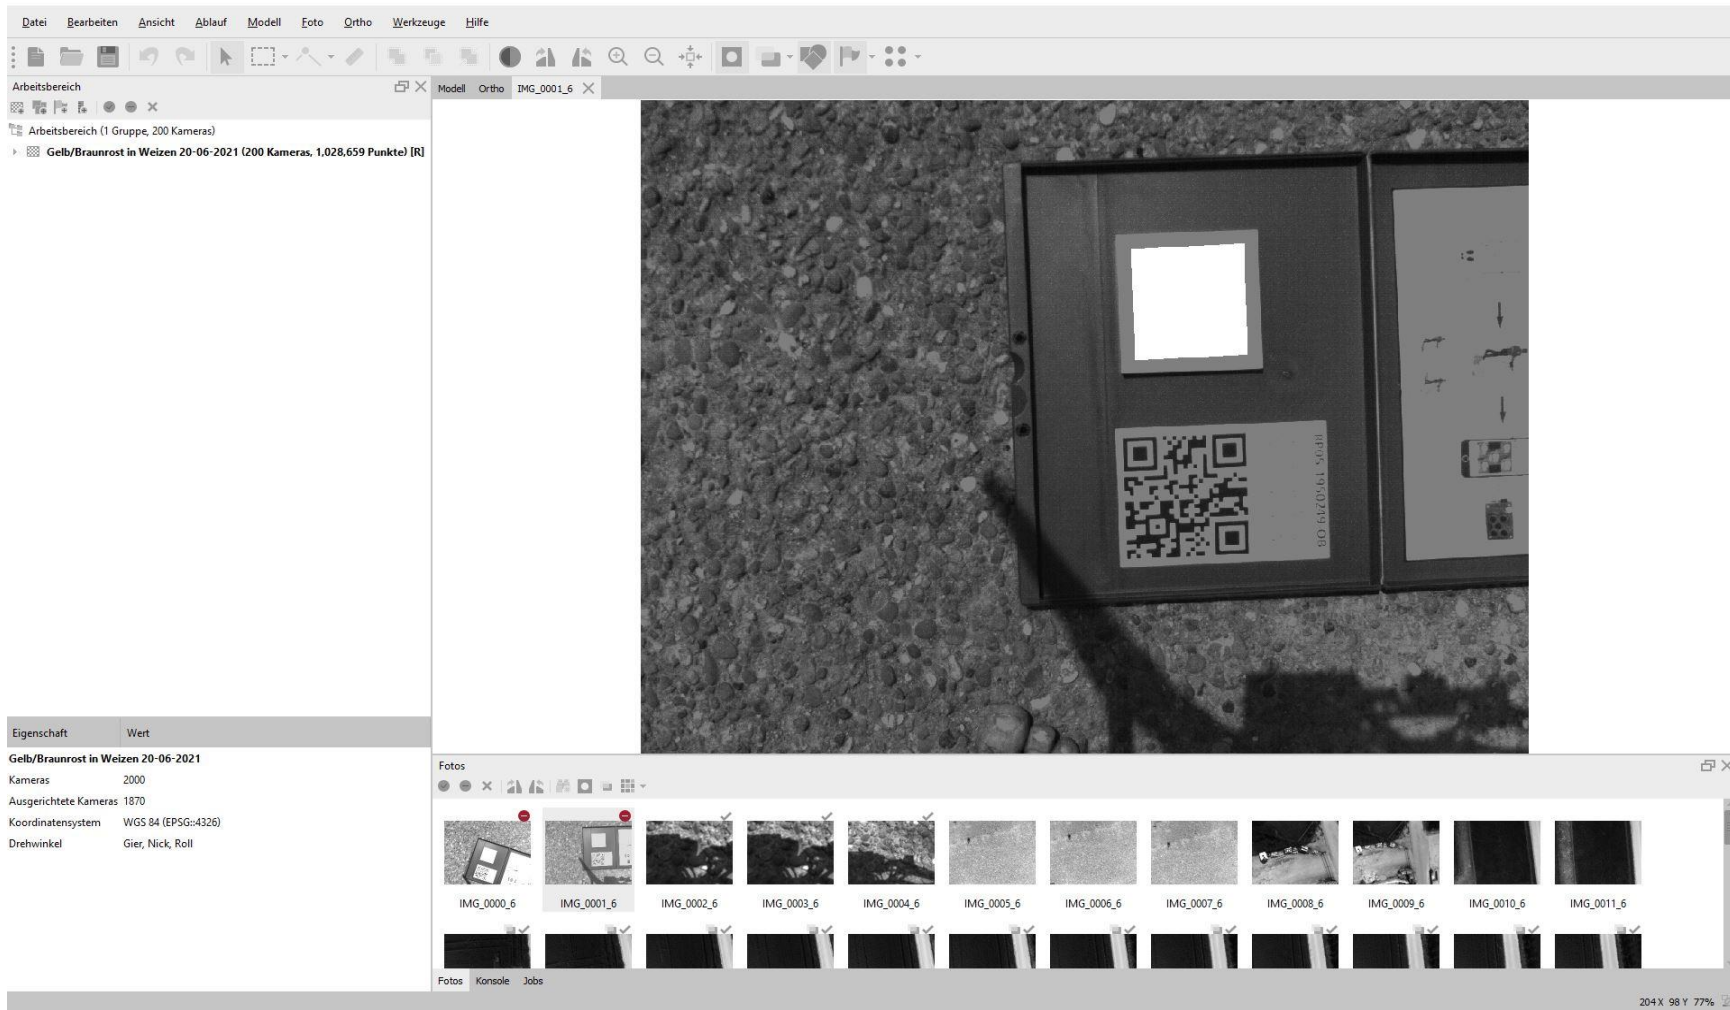 Datei Bearbeiten Ansicht Ablauf Modell Foto Ortho Werkzeuge Hilfe
Arbeitsbereich
Arbeitsbereich (1 Gruppe, 200 Kameras)
Gelb/Braunrost in Weizen 20-06-2021 (200 Kameras, 1,028,659 Punkte) [R]
Modell Ortho IMG_0001_6
RP05-1950219-OB
Eigenschaft Wert
Gelb/Braunrost in Weizen 20-06-2021
Kameras 2000
Ausgerichtete Kameras 1870
Koordinatensystem WGS 84 (EPSG::4326)
Drehwinkel Gier, Nick, Roll
Fotos
IMG_0000_6 IMG_0001_6 IMG_0002_6 IMG_0003_6 IMG_0004_6 IMG_0005_6 IMG_0006_6 IMG_0007_6 IMG_0008_6 IMG_0009_6 IMG_0010_6 IMG_0011_6
Fotos Konsole Jobs
204 X 98 Y 77%